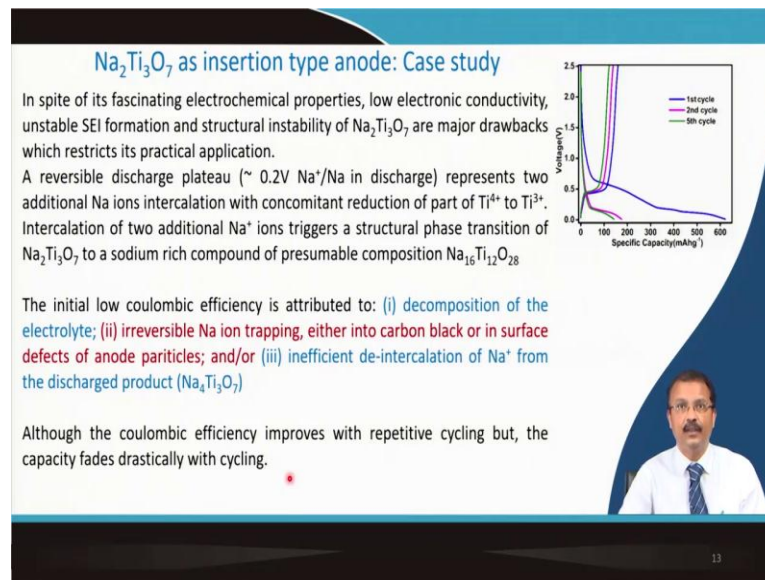 Na₂Ti₃O₇ as insertion type anode: Case study
In spite of its fascinating electrochemical properties, low electronic conductivity,
unstable SEI formation and structural instability of Na₂Ti₃O₇ are major drawbacks
which restricts its practical application.
A reversible discharge plateau (~ 0.2V Na⁺/Na in discharge) represents two
additional Na ions intercalation with concomitant reduction of part of Ti⁴⁺ to Ti³⁺.
Intercalation of two additional Na⁺ ions triggers a structural phase transition of
Na₂Ti₃O₇ to a sodium rich compound of presumable composition Na₁₆Ti₁₂O₂₈
The initial low coulombic efficiency is attributed to: (i) decomposition of the
electrolyte; (ii) irreversible Na ion trapping, either into carbon black or in surface
defects of anode pariticles; and/or (iii) inefficient de-intercalation of Na⁺ from
the discharged product (Na₄Ti₃O₇)
Although the coulombic efficiency improves with repetitive cycling but, the
capacity fades drastically with cycling.
2.5
2.0
1.5
1.0
0.5
0.0
Voltage(V)
1st cycle
2nd cycle
5th cycle
0 100 200 300 400 500 600
Specific Capacity(mAhg⁻¹)
13